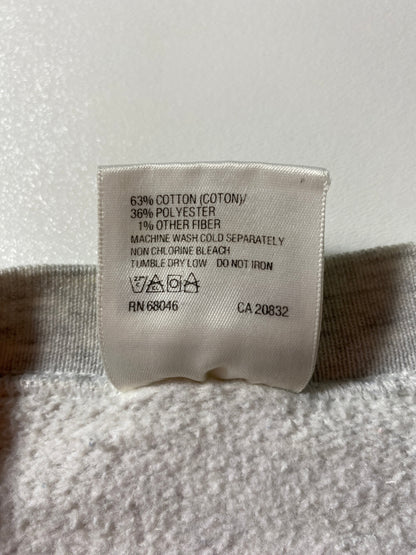 63% COTTON (COTON)/
36% POLYESTER
1% OTHER FIBER
MACHINE WASH COLD SEPARATELY
NON CHLORINE BLEACH
TUMBLE DRY LOW DO NOT IRON
RN 68046 CA 20832